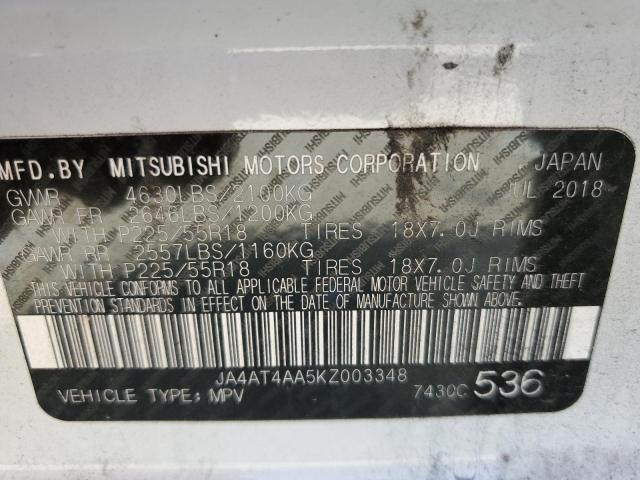 MFD.BY MITSUBISHI MOTORS CORPORATION JAPAN
GVWR 4630LBS/2100KG JUL 2018
GAWR FR 2646LBS/1200KG
WITH P225/55R18 TIRES 18X7.0J RIMS
GAWR RR 2557LBS/1160KG
WITH P225/55R18 TIRES 18X7.0J RIMS
THIS VEHICLE CONFORMS TO ALL APPLICABLE FEDERAL MOTOR VEHICLE SAFETY AND THEFT
PREVENTION STANDARDS IN EFFECT ON THE DATE OF MANUFACTURE SHOWN ABOVE.
JA4AT4AA5KZ003348
VEHICLE TYPE: MPV 7430C 536